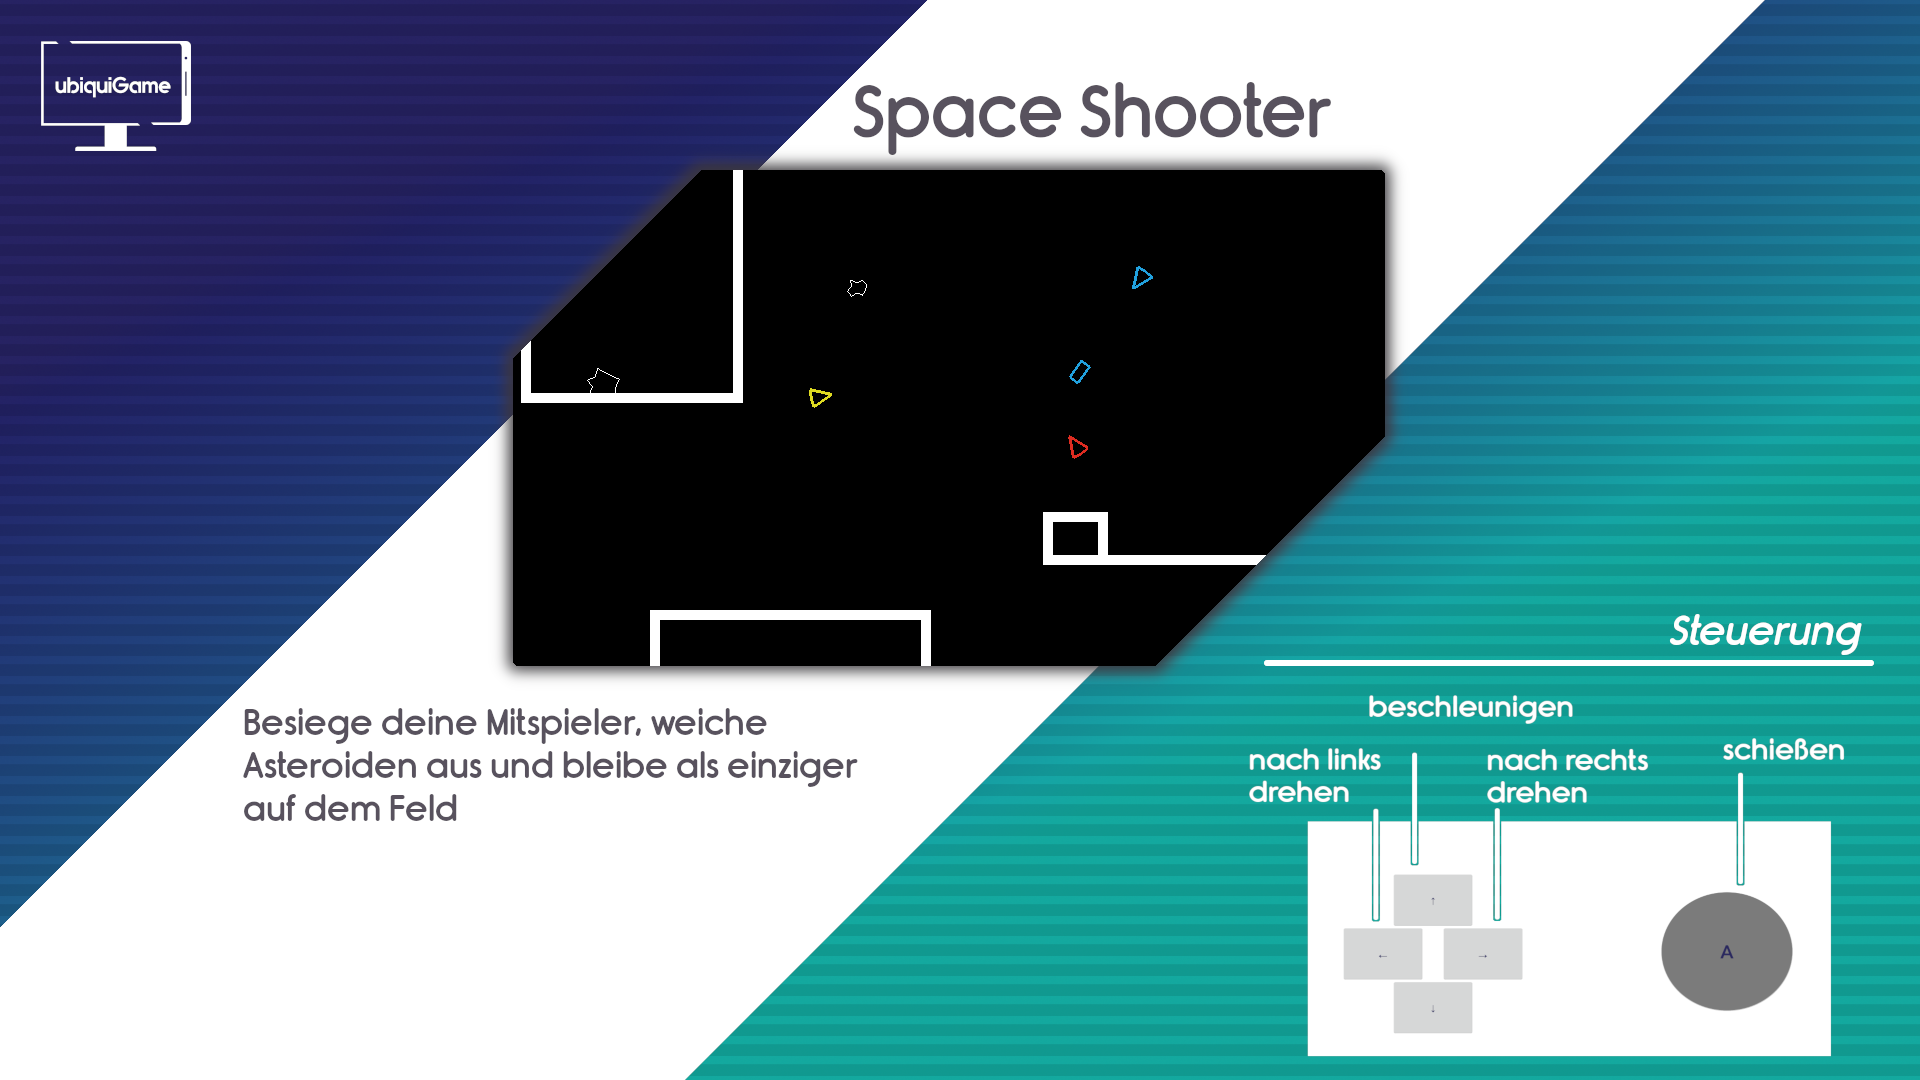 ubiquiGame
Space Shooter
Besiege deine Mitspieler, weiche
Asteroiden aus und bleibe als einziger
auf dem Feld
Steuerung
beschleunigen
nach links
drehen
nach rechts
drehen
schießen
↑
←
→
↓
A